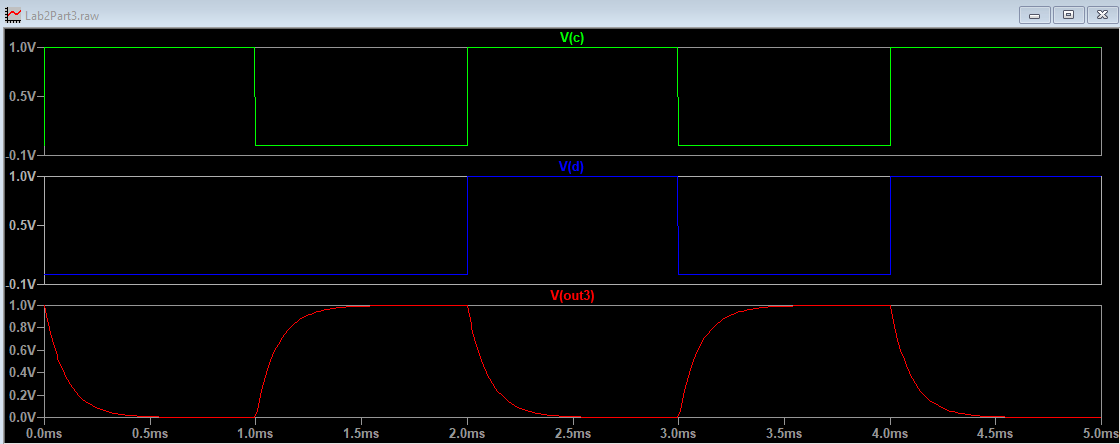 Lab2Part3.raw
V(c)
1.0V
0.5V
-0.1V
V(d)
1.0V
0.5V
-0.1V
V(out3)
1.0V
0.8V
0.6V
0.4V
0.2V
0.0V
0.0ms 0.5ms 1.0ms 1.5ms 2.0ms 2.5ms 3.0ms 3.5ms 4.0ms 4.5ms 5.0ms